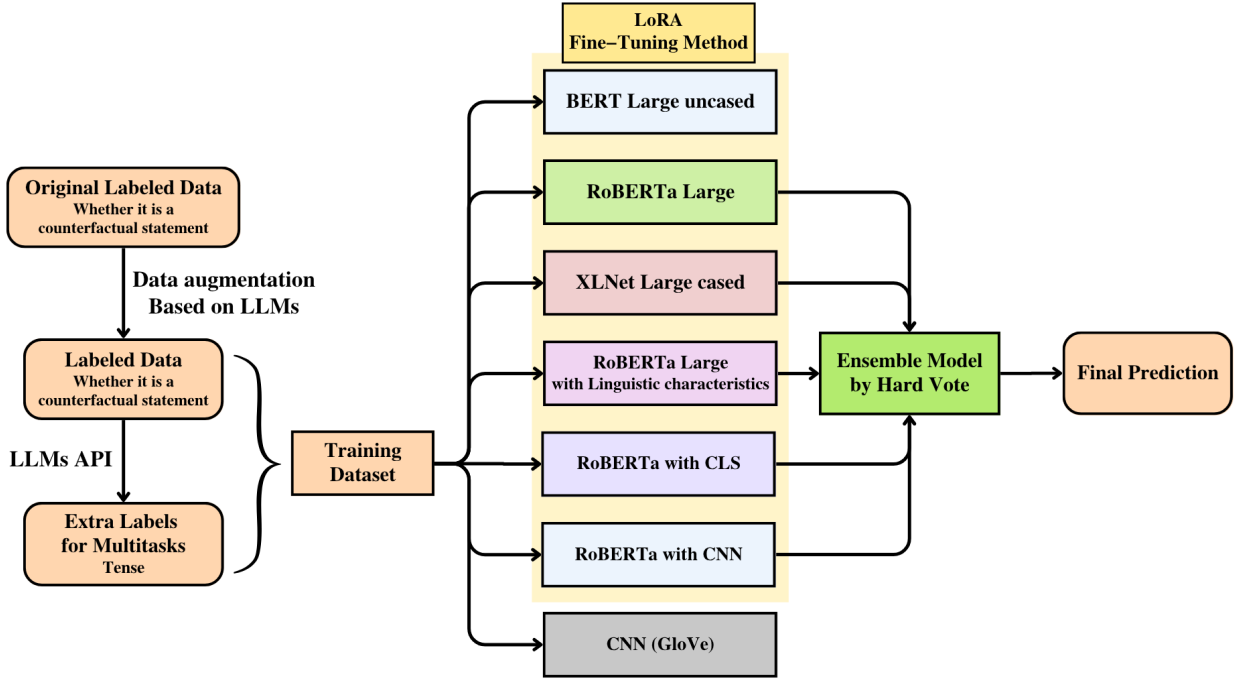 Original Labeled Data
Whether it is a
counterfactual statement
Data augmentation
Based on LLMs
Labeled Data
Whether it is a
counterfactual statement
LLMs API
Extra Labels
for Multitasks
Tense
Training
Dataset
LoRA
Fine−Tuning Method
BERT Large uncased
RoBERTa Large
XLNet Large cased
RoBERTa Large
with Linguistic characteristics
RoBERTa with CLS
RoBERTa with CNN
CNN (GloVe)
Ensemble Model
by Hard Vote
Final Prediction